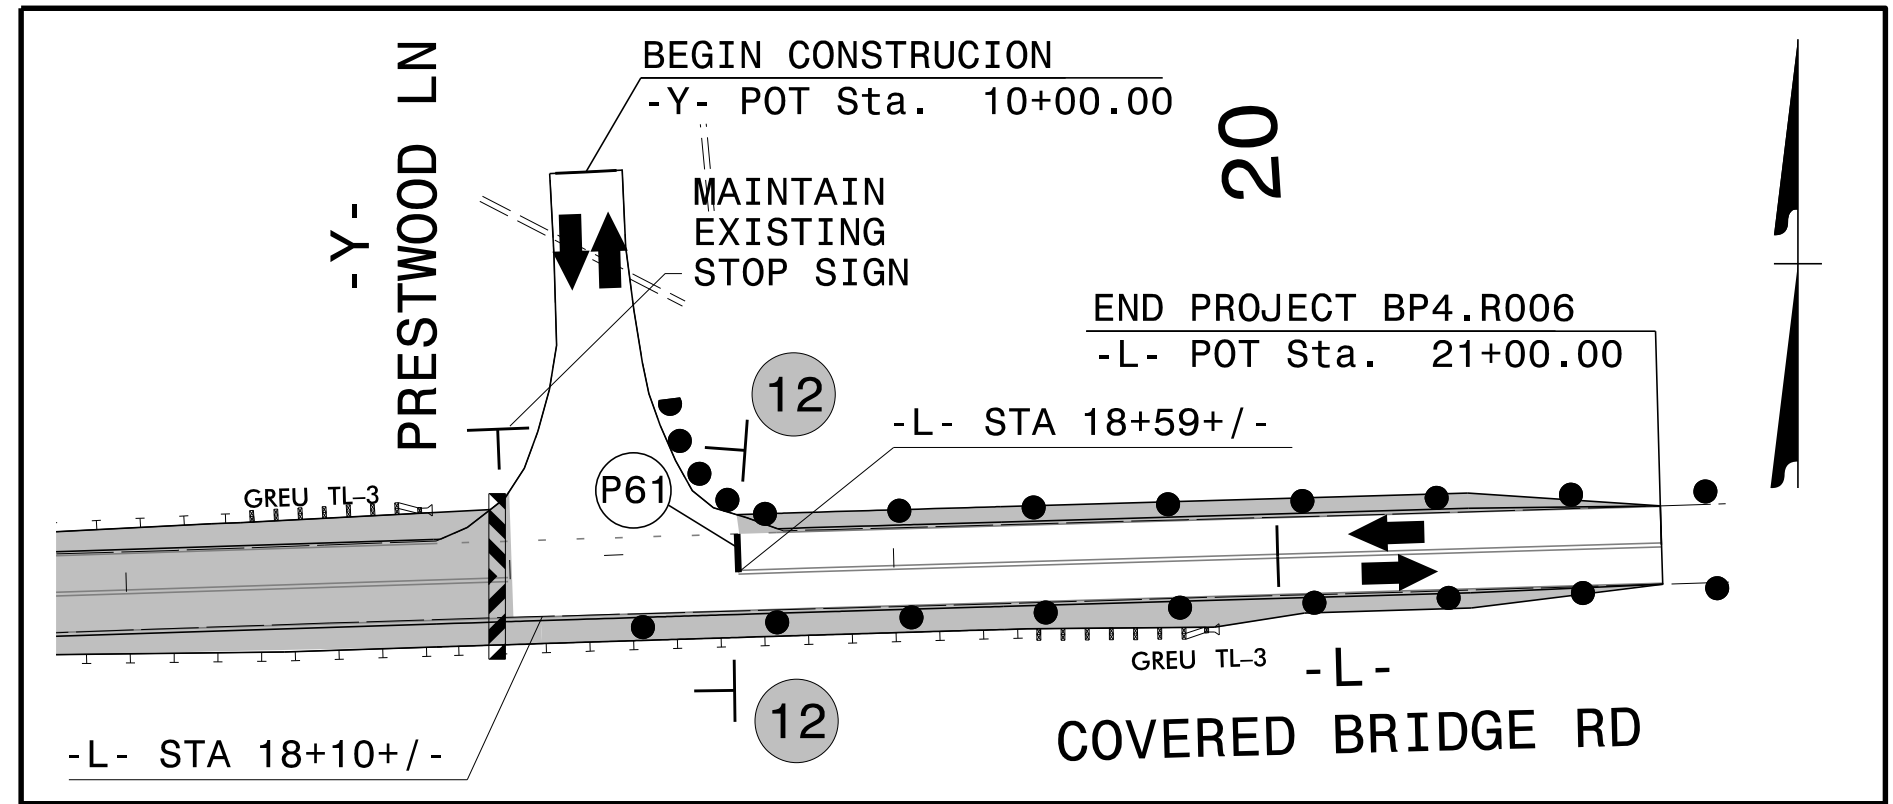 BEGIN CONSTRUCION
-Y- POT Sta. 10+00.00
-Y-
PRESTWOOD LN
MAINTAIN
EXISTING
STOP SIGN
20
END PROJECT BP4.R006
-L- POT Sta. 21+00.00
12
-L- STA 18+59+/-
P61
GREU TL-3
GREU TL-3
-L-
12
COVERED BRIDGE RD
-L- STA 18+10+/-